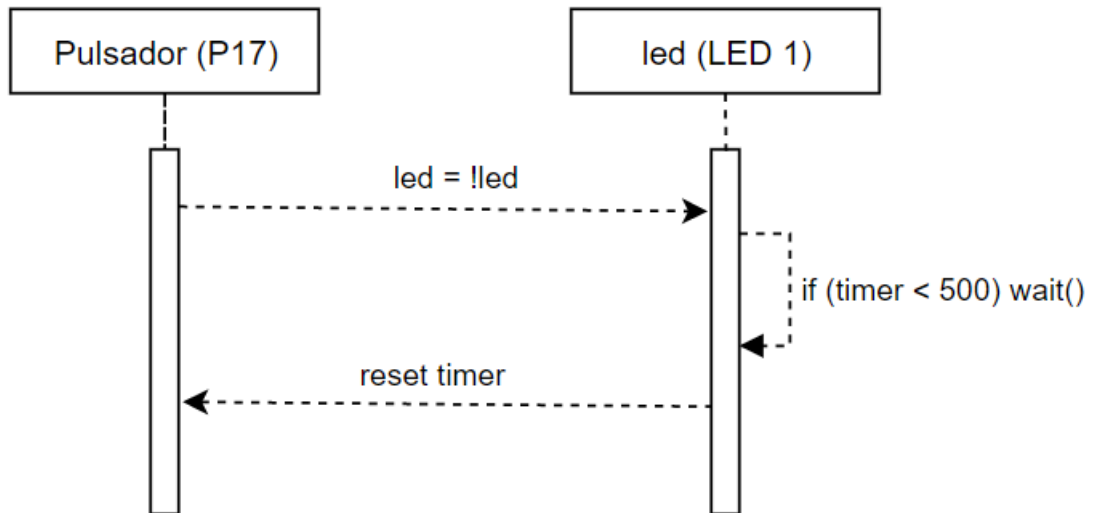 Pulsador (P17)
led (LED 1)
led = !led
if (timer < 500) wait()
reset timer